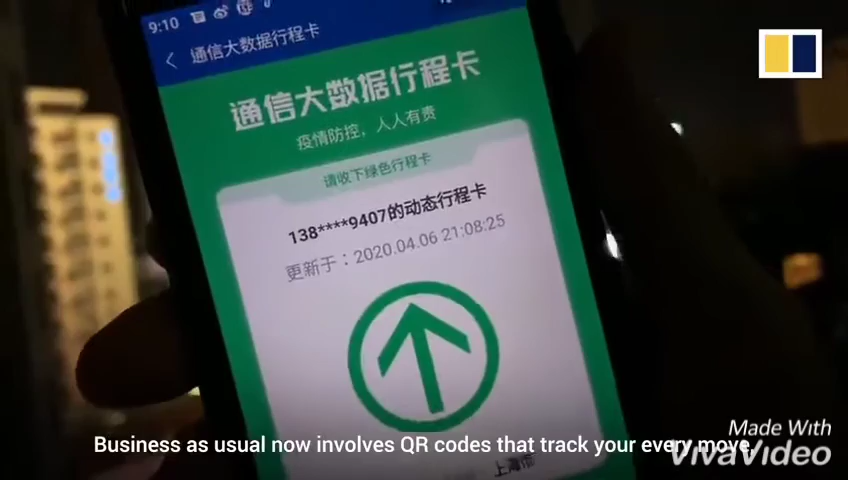 9:10
通信大数据行程卡
通信大数据行程卡
疫情防控，人人有责
请收下绿色行程卡
138****9407的动态行程卡
更新于：2020.04.06 21:08:25
上海市
Made With
VivaVideo
Business as usual now involves QR codes that track your every move,